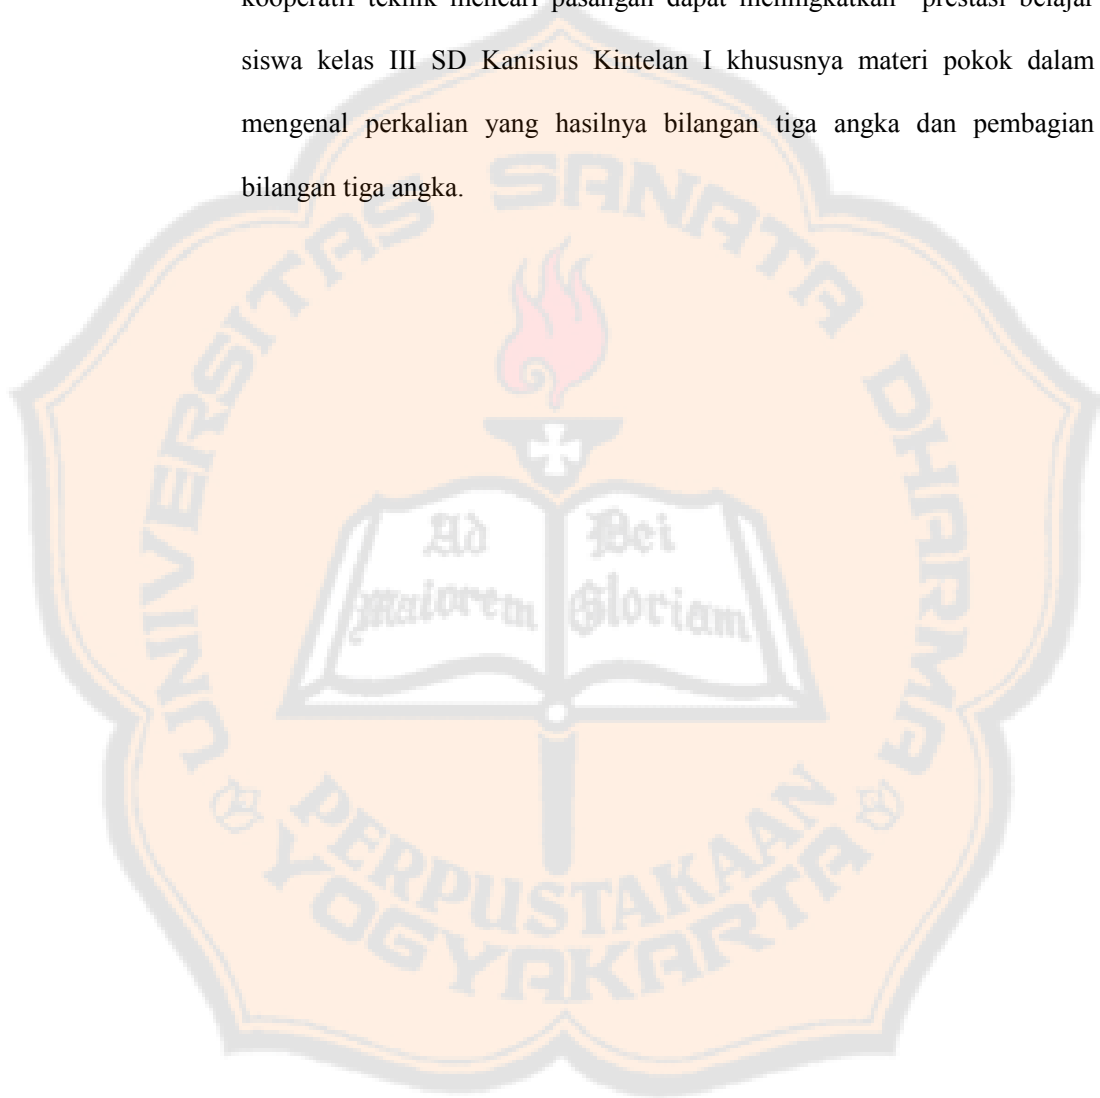 kooperatif teknik mencari pasangan dapat meningkatkan prestasi belajar
siswa kelas III SD Kanisius Kintelan I khususnya materi pokok dalam
mengenal perkalian yang hasilnya bilangan tiga angka dan pembagian
bilangan tiga angka.
UNIVERSITAS SANATA DHARMA
Ad Dei
Maiorem Gloriam
PERPUSTAKAAN
YOGYAKARTA